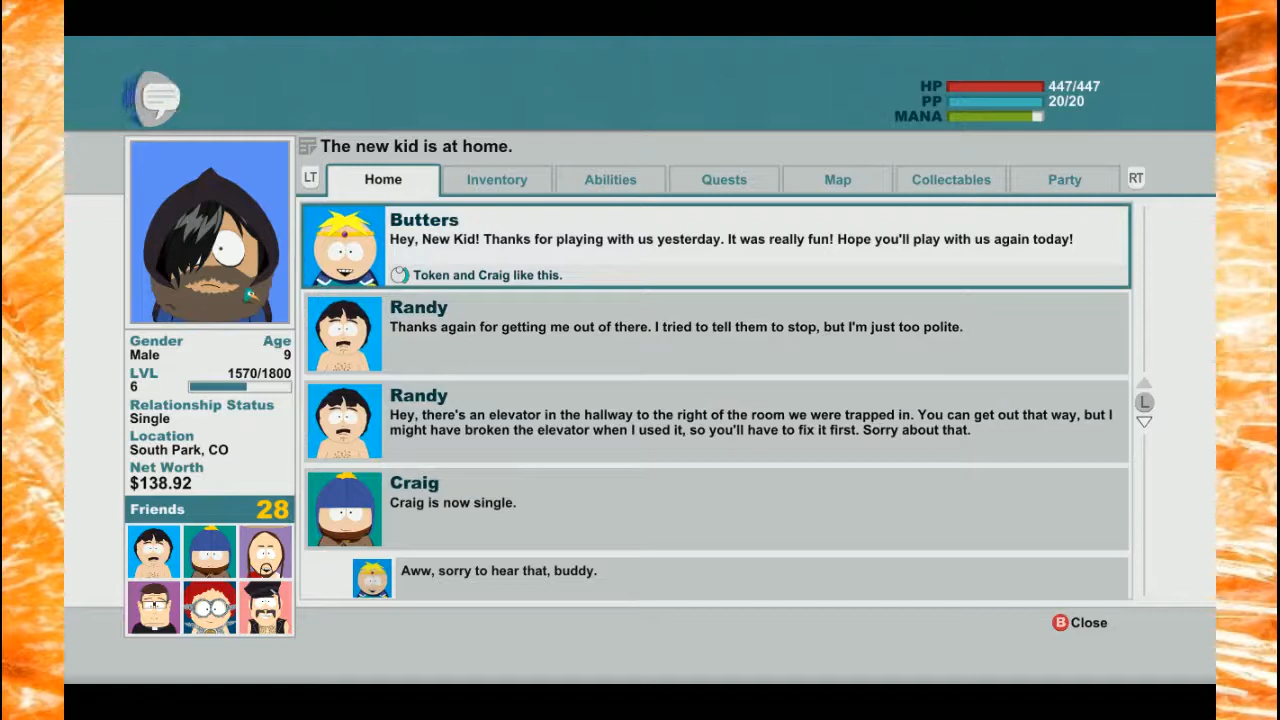 HP 447/447
PP 20/20
MANA
The new kid is at home.
LT Home Inventory Abilities Quests Map Collectables Party RT
Butters
Hey, New Kid! Thanks for playing with us yesterday. It was really fun! Hope you'll play with us again today!
Token and Craig like this.
Randy
Thanks again for getting me out of there. I tried to tell them to stop, but I'm just too polite.
Randy
Hey, there's an elevator in the hallway to the right of the room we were trapped in. You can get out that way, but I
might have broken the elevator when I used it, so you'll have to fix it first. Sorry about that.
Craig
Craig is now single.
Aww, sorry to hear that, buddy.
Gender Age
Male 9
LVL 1570/1800
6
Relationship Status
Single
Location
South Park, CO
Net Worth
$138.92
Friends 28
L
B Close